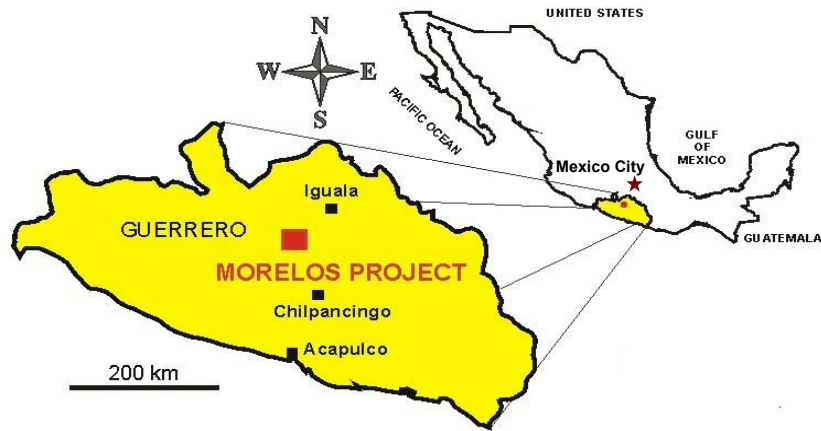 UNITED STATES
N
W
E
S
PACIFIC OCEAN
GULF
OF
MEXICO
Mexico City
Iguala
GUERRERO
GUATEMALA
MORELOS PROJECT
Chilpancingo
Acapulco
200 km